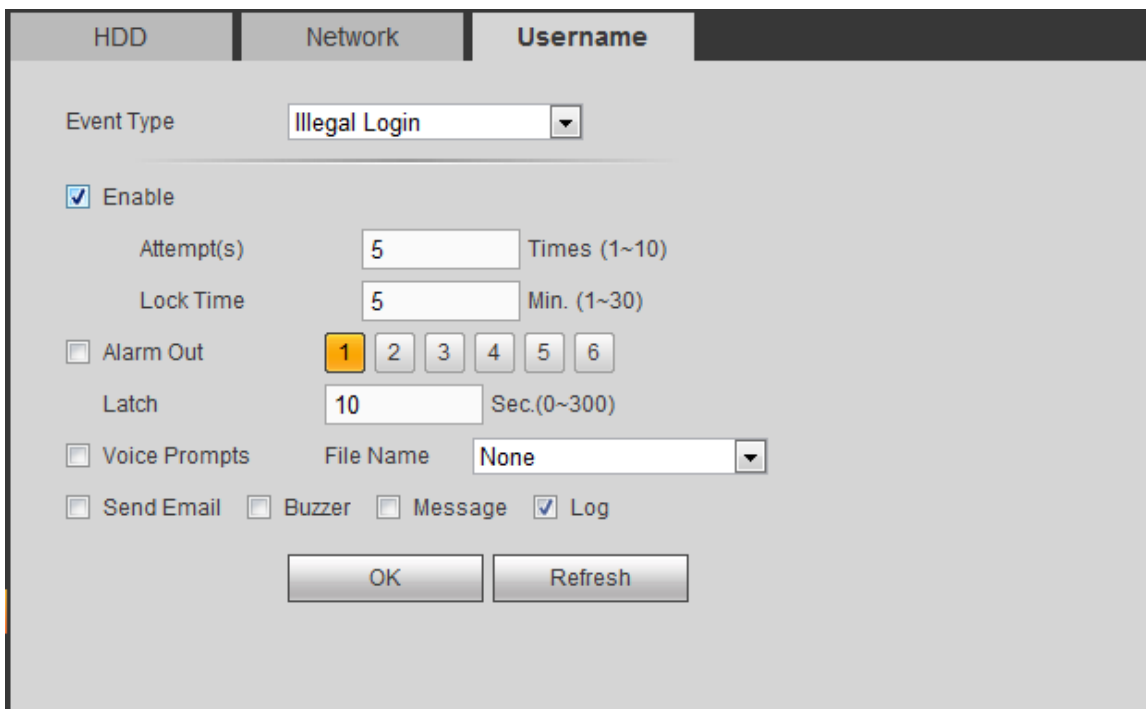 HDD Network Username
Event Type Illegal Login
Enable
Attempt(s) 5 Times (1~10)
Lock Time 5 Min. (1~30)
Alarm Out 1 2 3 4 5 6
Latch 10 Sec.(0~300)
Voice Prompts File Name None
Send Email Buzzer Message Log
OK Refresh